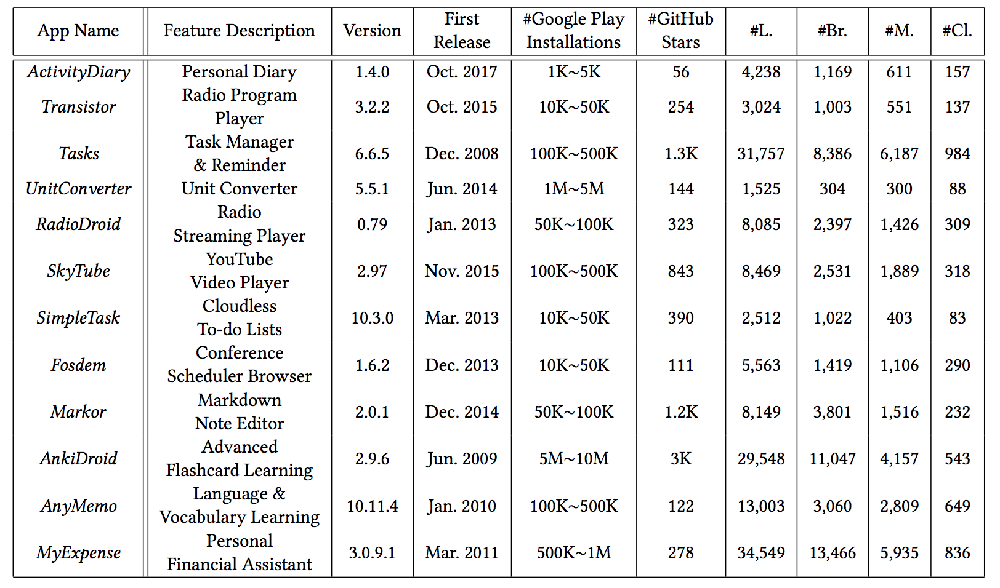 App Name Feature Description Version First Release #Google Play Installations #GitHub Stars #L. #Br. #M. #Cl.
ActivityDiary Personal Diary 1.4.0 Oct. 2017 1K~5K 56 4,238 1,169 611 157
Transistor Radio Program Player 3.2.2 Oct. 2015 10K~50K 254 3,024 1,003 551 137
Tasks Task Manager & Reminder 6.6.5 Dec. 2008 100K~500K 1.3K 31,757 8,386 6,187 984
UnitConverter Unit Converter 5.5.1 Jun. 2014 1M~5M 144 1,525 304 300 88
RadioDroid Radio Streaming Player 0.79 Jan. 2013 50K~100K 323 8,085 2,397 1,426 309
SkyTube YouTube Video Player 2.97 Nov. 2015 100K~500K 843 8,469 2,531 1,889 318
SimpleTask Cloudless To-do Lists 10.3.0 Mar. 2013 10K~50K 390 2,512 1,022 403 83
Fosdem Conference Scheduler Browser 1.6.2 Dec. 2013 10K~50K 111 5,563 1,419 1,106 290
Markor Markdown Note Editor 2.0.1 Dec. 2014 50K~100K 1.2K 8,149 3,801 1,516 232
AnkiDroid Advanced Flashcard Learning 2.9.6 Jun. 2009 5M~10M 3K 29,548 11,047 4,157 543
AnyMemo Language & Vocabulary Learning 10.11.4 Jan. 2010 100K~500K 122 13,003 3,060 2,809 649
MyExpense Personal Financial Assistant 3.0.9.1 Mar. 2011 500K~1M 278 34,549 13,466 5,935 836